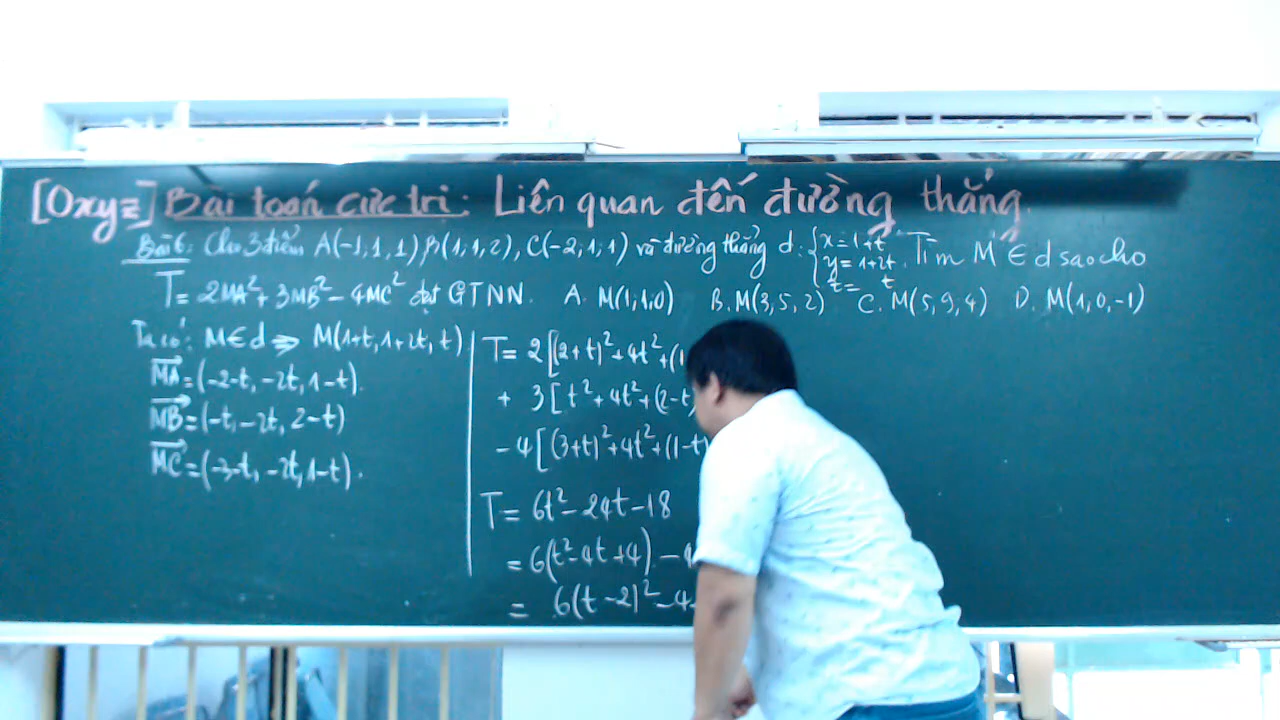 [Oxyz] Bài toán cực trị: Liên quan đến đường thẳng.
Bài 6: Cho 3 điểm A(-1,1,1) B(1,1,2), C(-2,1,1) và đường thẳng d: {x=1+t y=1+2t z=t. Tìm M ∈ d sao cho
T = 2MA² + 3MB² - 4MC² đạt GTNN. A. M(1,1,0) B. M(3,5,2) C. M(5,9,4) D. M(1,0,-1)
Ta có: M∈d => M(1+t, 1+2t, t)
MA = (-2-t, -2t, 1-t).
MB = (-t, -2t, 2-t)
MC = (-3-t, -2t, 1-t).
T = 2[(2+t)² + 4t² + (1
+ 3[t² + 4t² + (2-t)
- 4[(3+t)² + 4t² + (1-t)
T = 6t² - 24t - 18
= 6(t² - 4t + 4) - 4
= 6(t - 2)² - 4